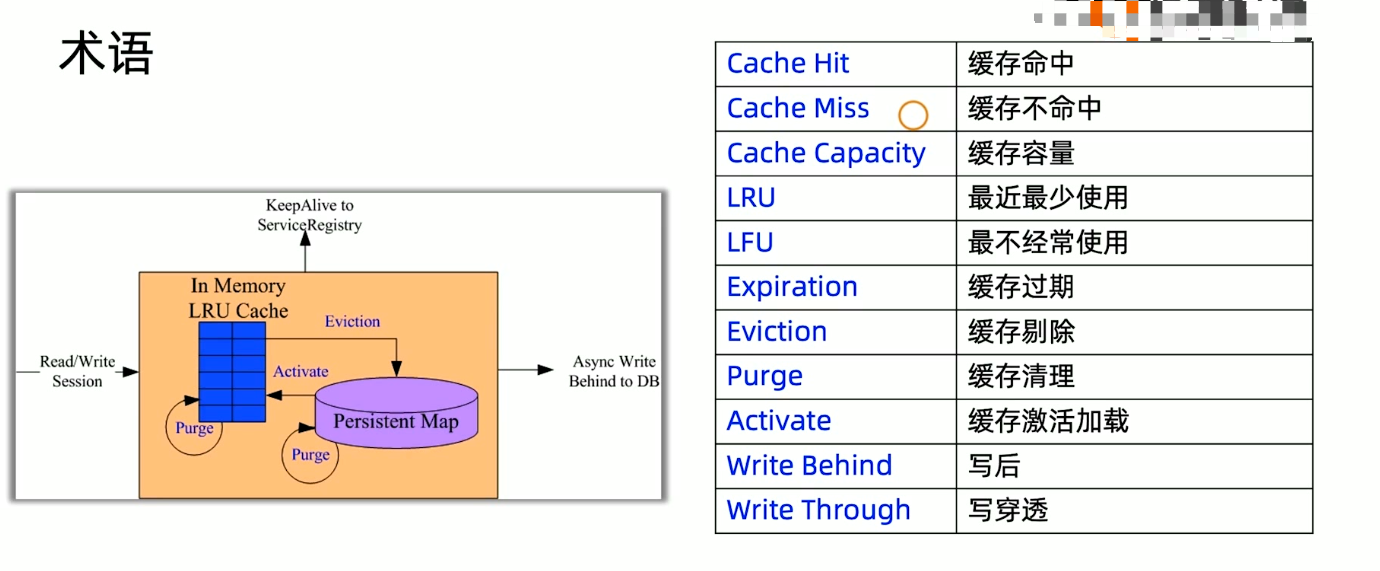 术语
KeepAlive to
ServiceRegistry
In Memory
LRU Cache
Eviction
Read/Write
Session
Activate
Async Write
Behind to DB
Persistent Map
Purge
Purge
Cache Hit 缓存命中
Cache Miss 缓存不命中
Cache Capacity 缓存容量
LRU 最近最少使用
LFU 最不经常使用
Expiration 缓存过期
Eviction 缓存剔除
Purge 缓存清理
Activate 缓存激活加载
Write Behind 写后
Write Through 写穿透